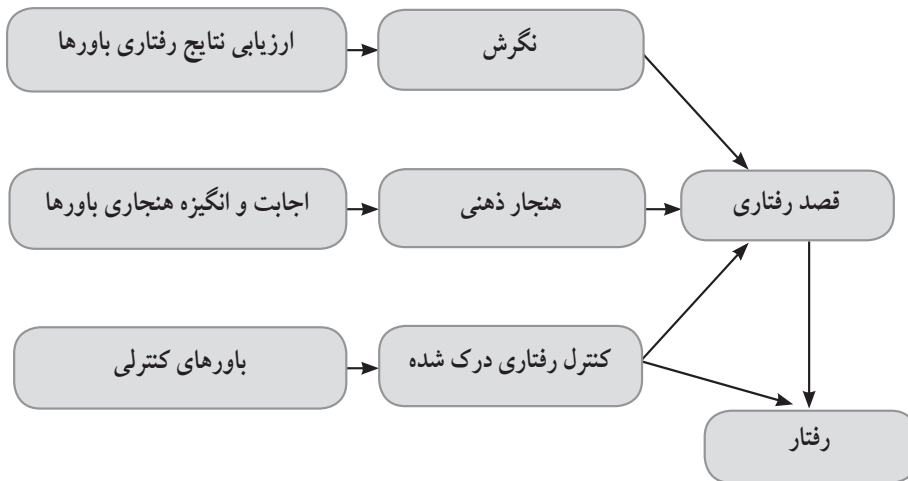 ارزیابی نتایج رفتاری باورها
نگرش
اجابت و انگیزه هنجاری باورها
هنجار ذهنی
قصد رفتاری
باورهای کنترلی
کنترل رفتاری درک شده
رفتار